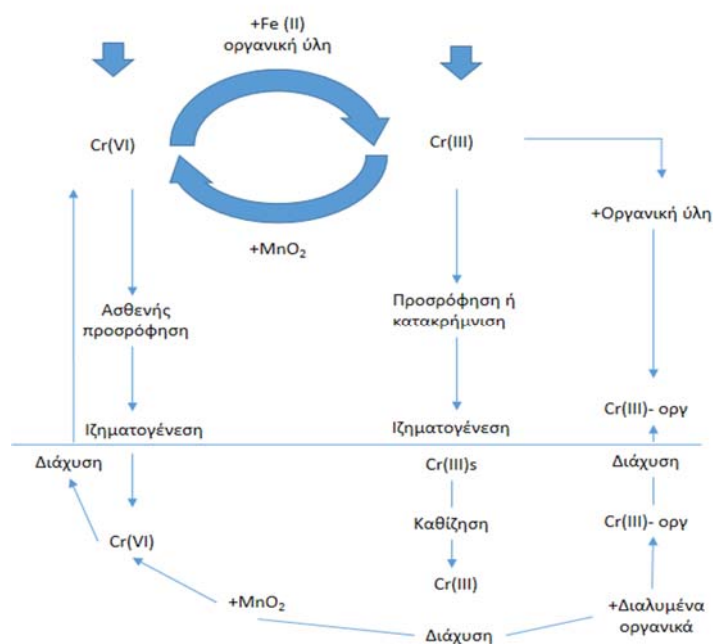 +Fe (II)
οργανική ύλη
Cr(VI)
Cr(III)
+MnO₂
+Οργανική ύλη
Ασθενής
προσρόφηση
Προσρόφηση ή
κατακρήμνιση
Cr(III)- οργ
Ιζηματογένεση
Ιζηματογένεση
Διάχυση
Cr(III)s
Διάχυση
Cr(VI)
Καθίζηση
Cr(III)- οργ
Cr(III)
+MnO₂
+Διαλυμένα
οργανικά
Διάχυση